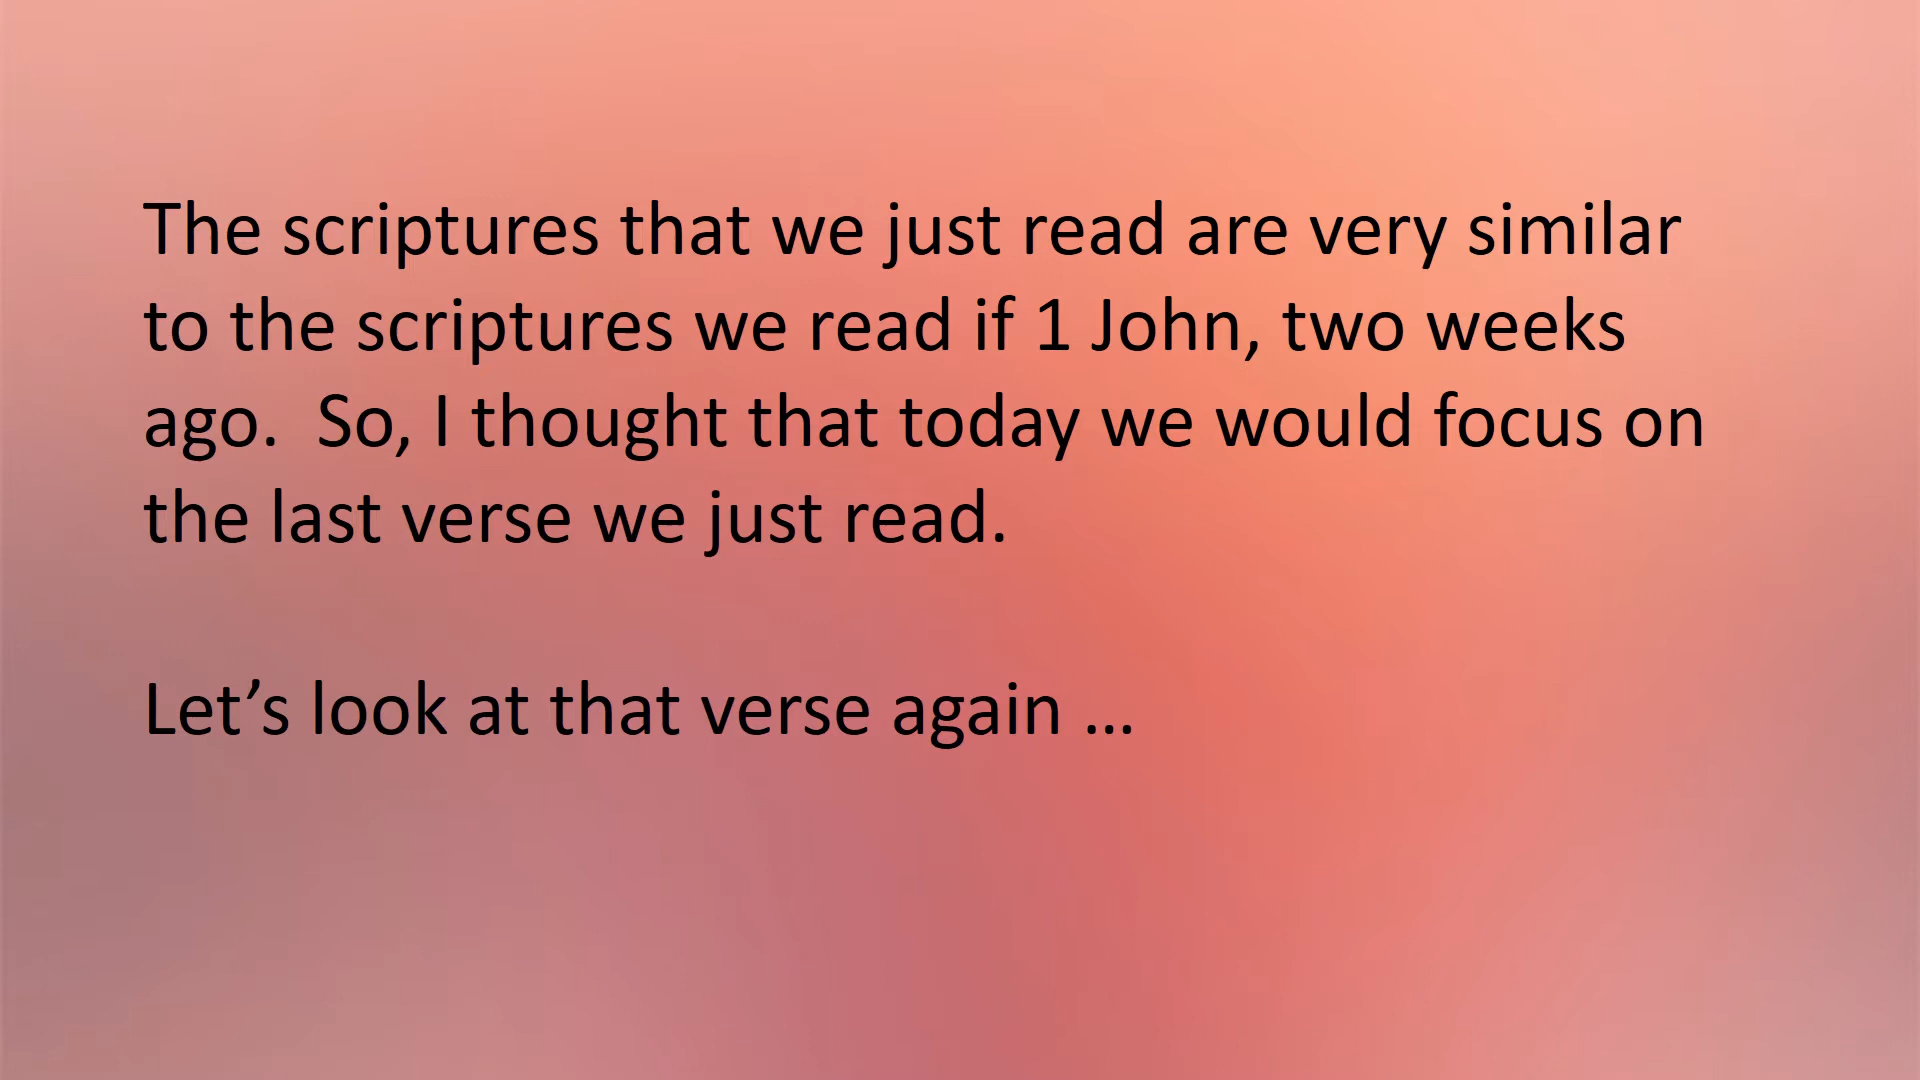 The scriptures that we just read are very similar
to the scriptures we read if 1 John, two weeks
ago.  So, I thought that today we would focus on
the last verse we just read.
Let’s look at that verse again …